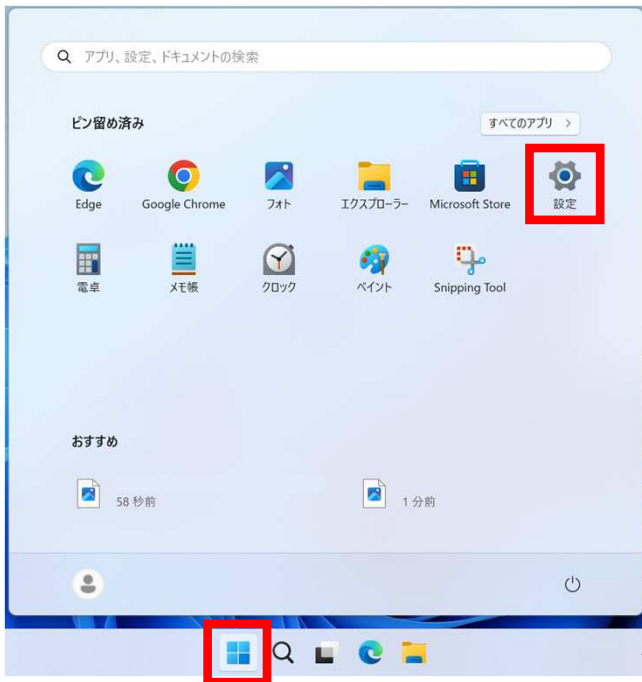 アプリ、設定、ドキュメントの検索
ピン留め済み
すべてのアプリ >
Edge
Google Chrome
フォト
エクスプローラー
Microsoft Store
設定
電卓
メモ帳
クロック
ペイント
Snipping Tool
おすすめ
58 秒前
1 分前